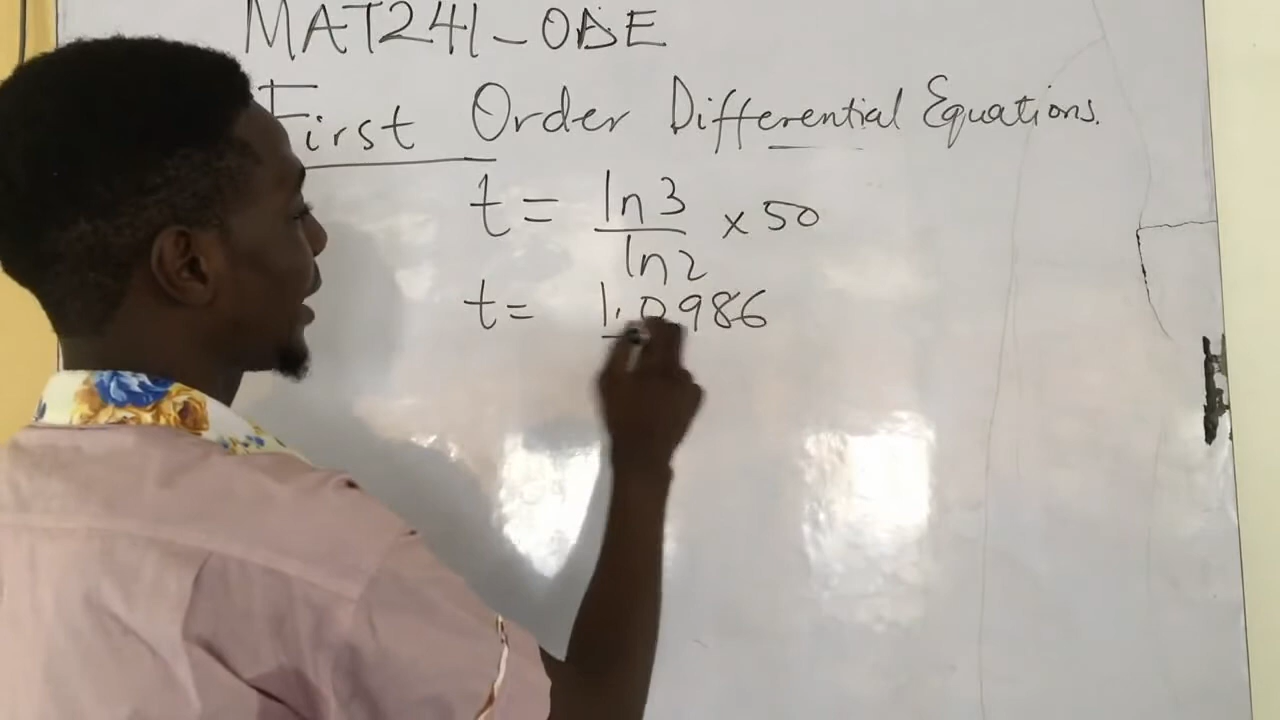 MAT241-ODE
First Order Differential Equations.
t = ln3/ln2 x 50
t = 1.0986